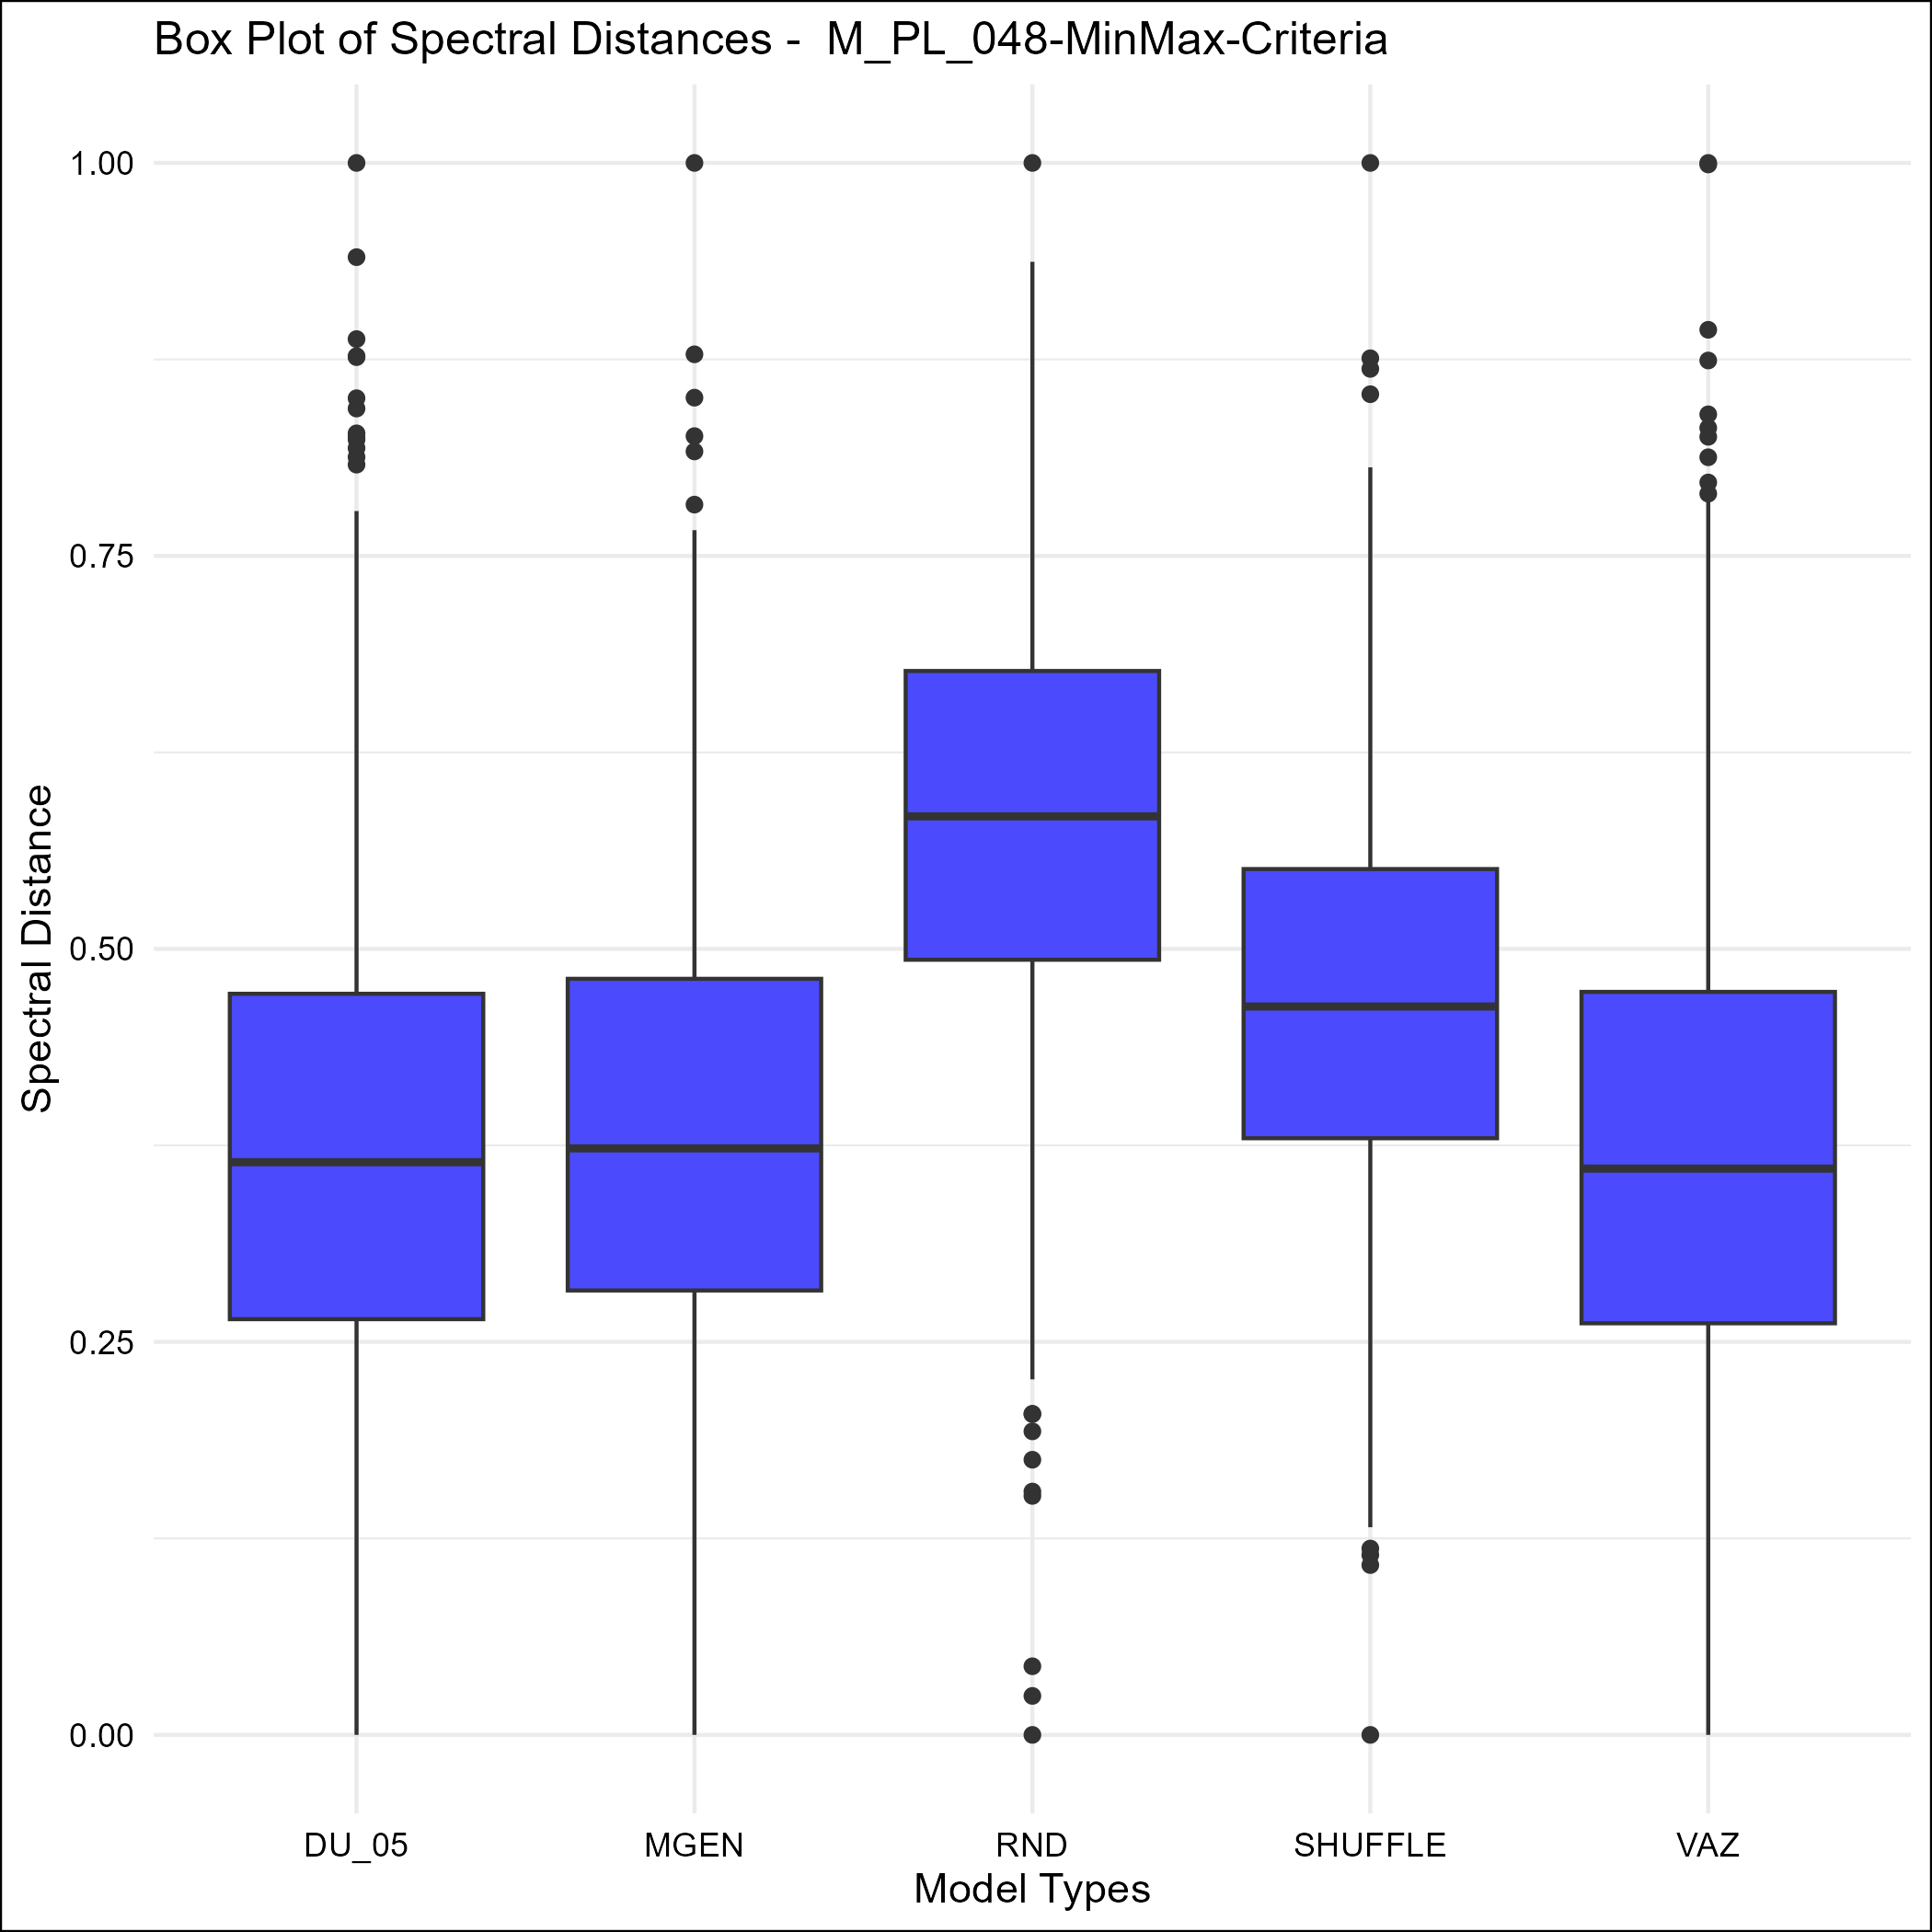 Box Plot of Spectral Distances -  M_PL_048-MinMax-Criteria
Spectral Distance
1.00
0.75
0.50
0.25
0.00
DU_05
MGEN
RND
SHUFFLE
VAZ
Model Types